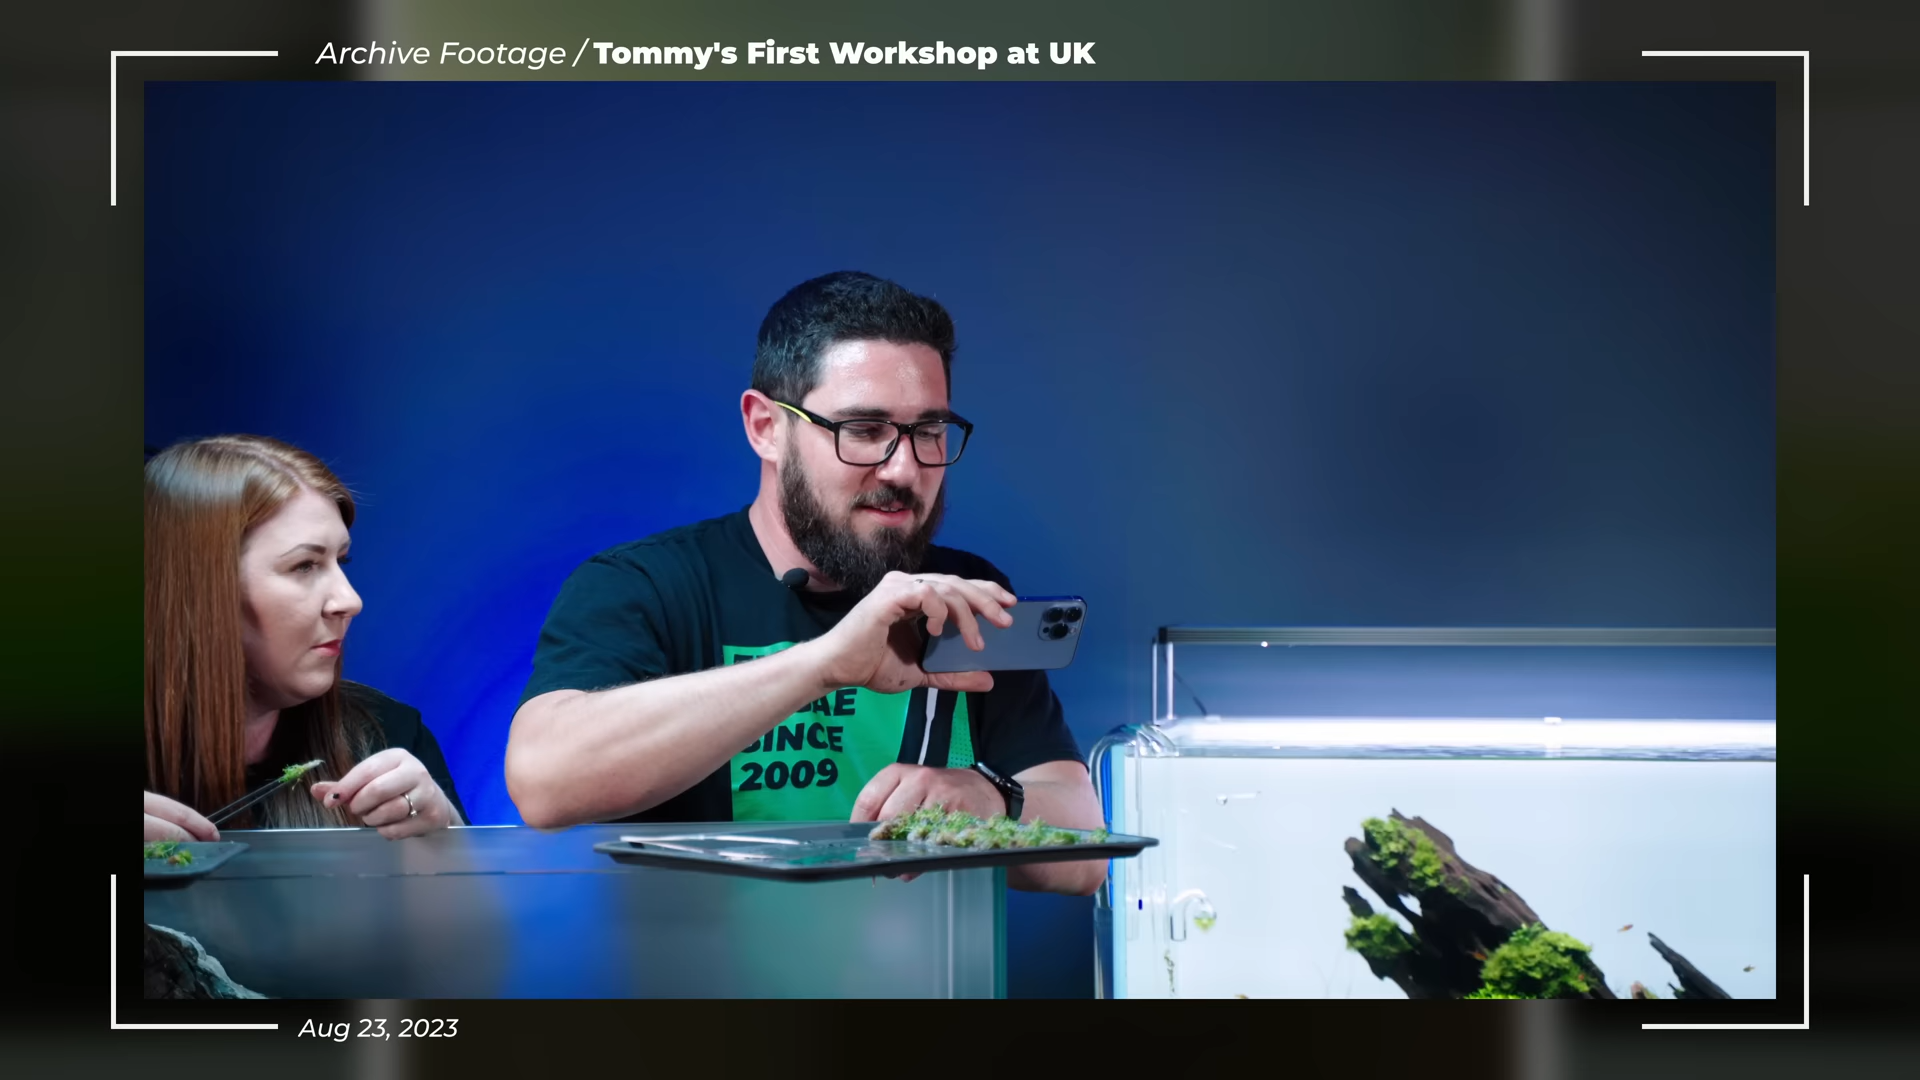 Archive Footage / Tommy's First Workshop at UK
SINCE
2009
Aug 23, 2023